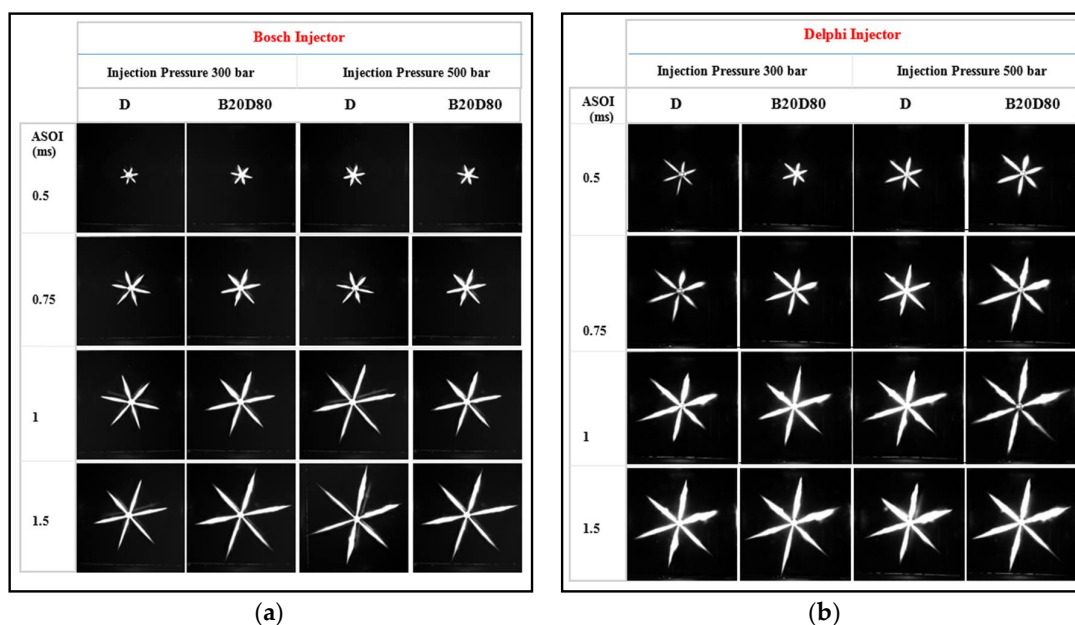 Bosch Injector
Injection Pressure 300 bar Injection Pressure 500 bar
D B20D80 D B20D80
ASOI
(ms)
0.5
0.75
1
1.5
(a)
Delphi Injector
Injection Pressure 300 bar Injection Pressure 500 bar
ASOI
(ms)
D B20D80 D B20D80
0.5
0.75
1
1.5
(b)